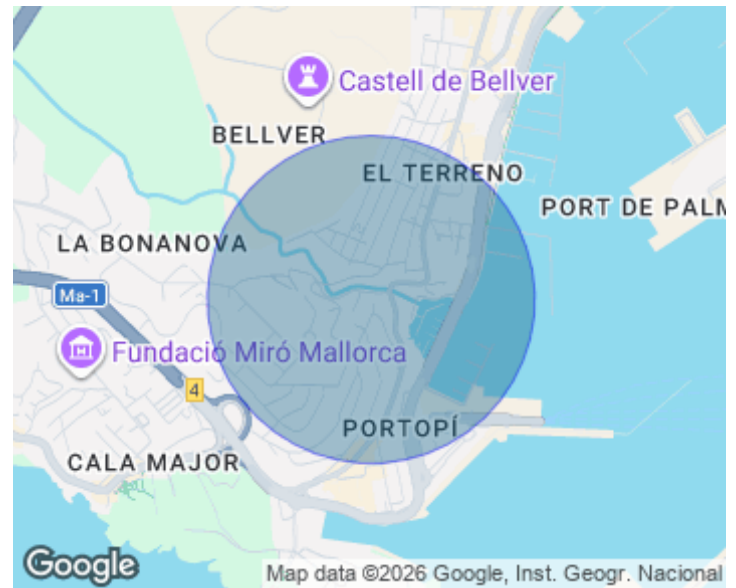 Castell de Bellver
BELLVER
EL TERRENO
PORT DE PALM
LA BONANOVA
Ma-1
Fundació Miró Mallorca
4
PORTOPÍ
CALA MAJOR
Google
Map data ©2026 Google, Inst. Geogr. Nacional